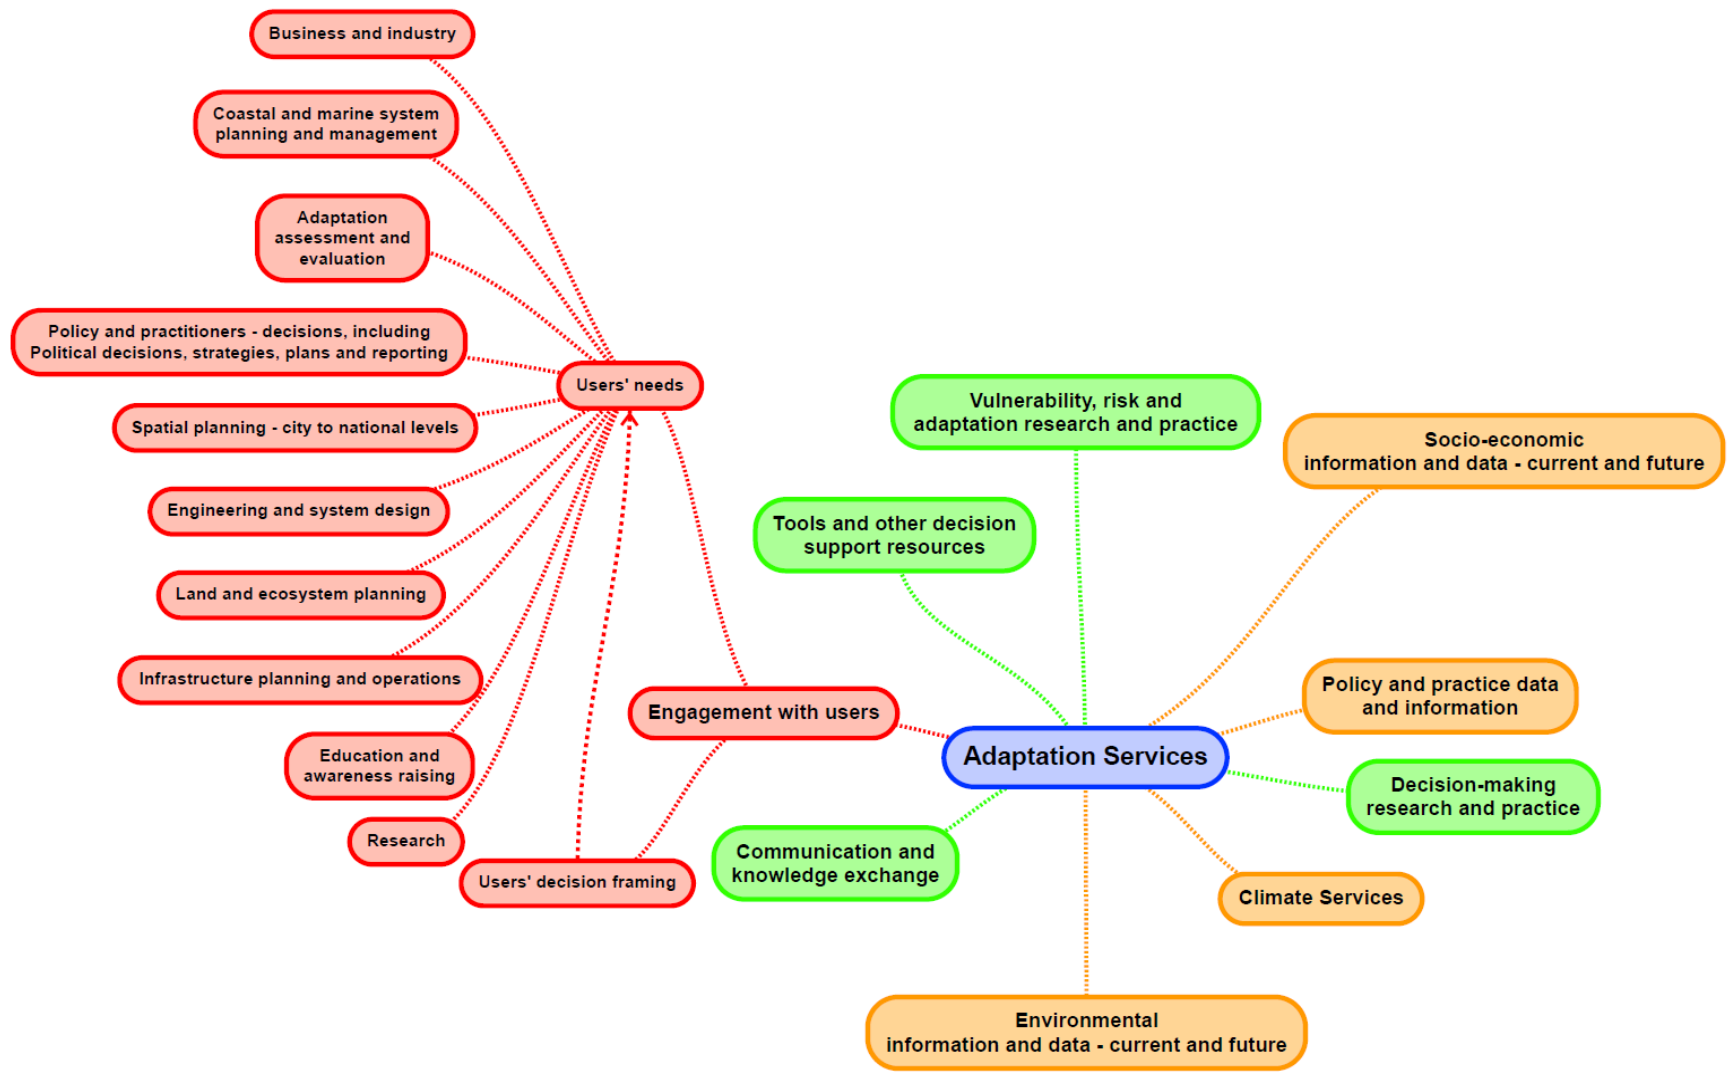 Business and industry
Coastal and marine system
planning and management
Adaptation
assessment and
evaluation
Policy and practitioners - decisions, including
Political decisions, strategies, plans and reporting
Users' needs
Spatial planning - city to national levels
Engineering and system design
Land and ecosystem planning
Infrastructure planning and operations
Education and
awareness raising
Research
Users' decision framing
Engagement with users
Vulnerability, risk and
adaptation research and practice
Tools and other decision
support resources
Socio-economic
information and data - current and future
Policy and practice data
and information
Adaptation Services
Decision-making
research and practice
Communication and
knowledge exchange
Climate Services
Environmental
information and data - current and future